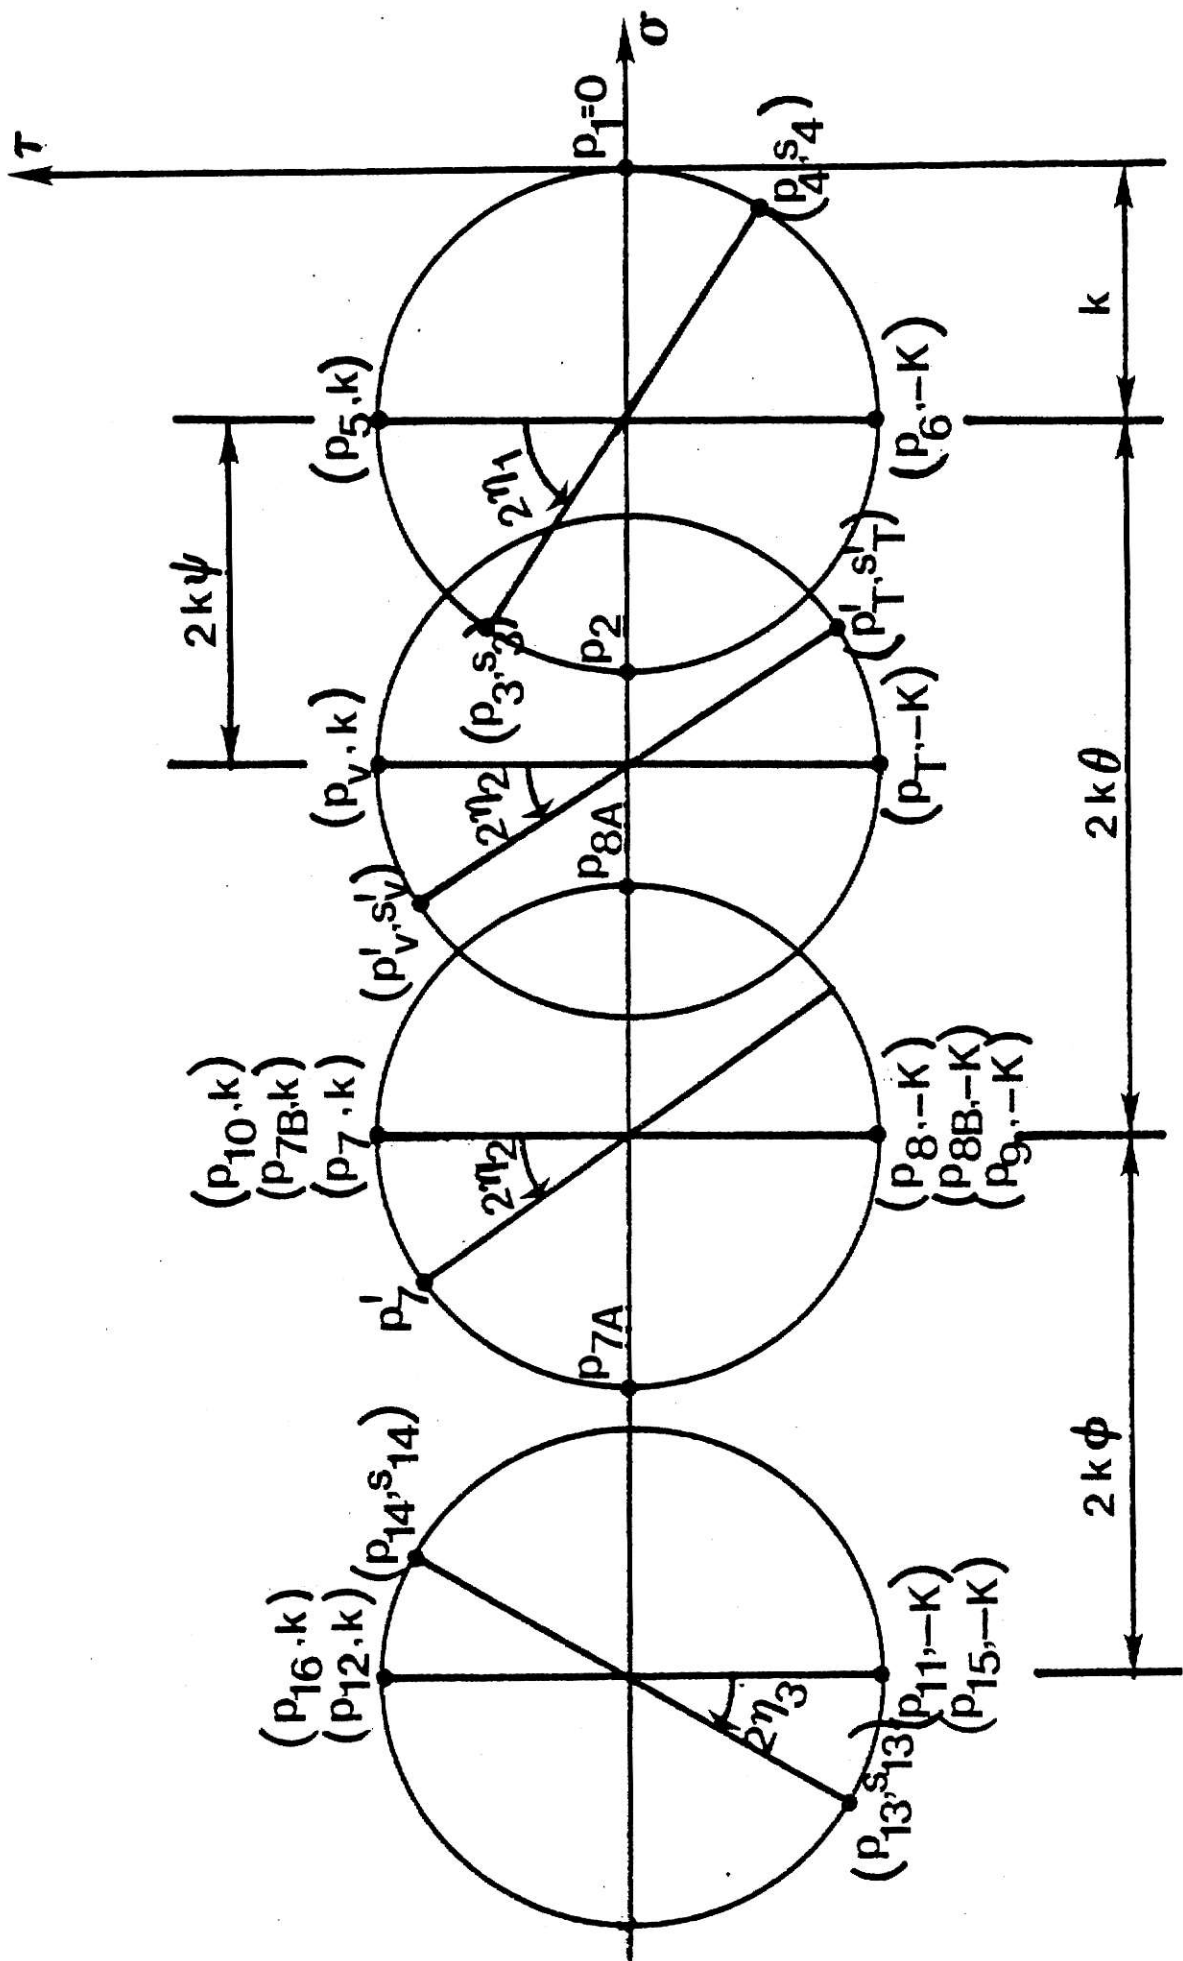 τ
σ
p₁=0
(p₄,s₄)
k
(p₅,k)
(p₆,–K)
2η₁
2kψ
(p₃,s₃)
p₂
(p'T,s'T)
(pᵥ,k)
2η₂
(pT,–K)
p₈A
(p'ᵥ,s'ᵥ)
2kθ
(p₁₀,k)
(p₇B,k)
(p₇,k)
2η₂
(p₈,–K)
(p₈B,–K)
(p₉,–K)
p'₇
p₇A
(p₁₄,s₁₄)
2kϕ
(p₁₆,k)
(p₁₂,k)
2η₃
(p₁₁,–K)
(p₁₅,–K)
(p₁₃,s₁₃)